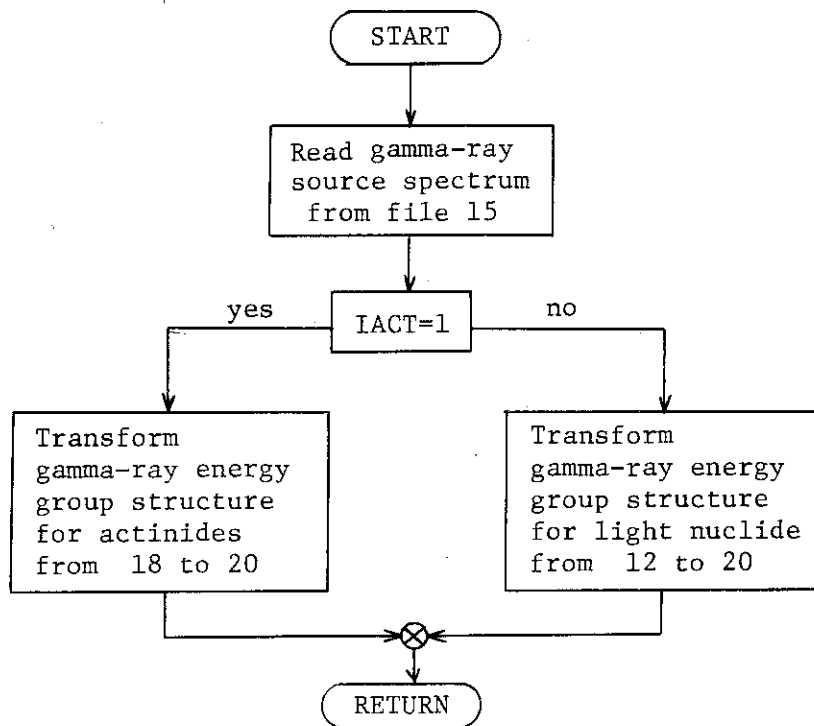 START
Read gamma-ray
source spectrum
from file 15
yes
IACT=1
no
Transform
gamma-ray energy
group structure
for actinides
from 18 to 20
Transform
gamma-ray energy
group structure
for light nuclide
from 12 to 20
RETURN